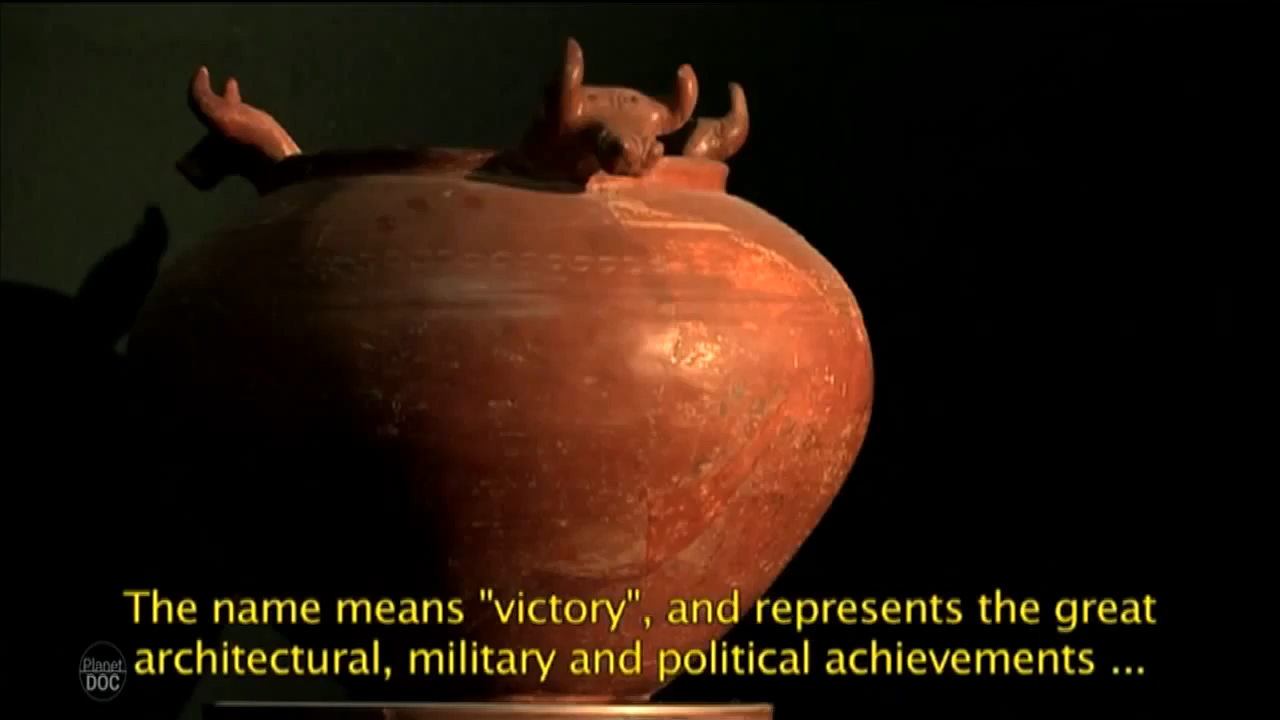 The name means "victory", and represents the great
architectural, military and political achievements ...
Planet
DOC